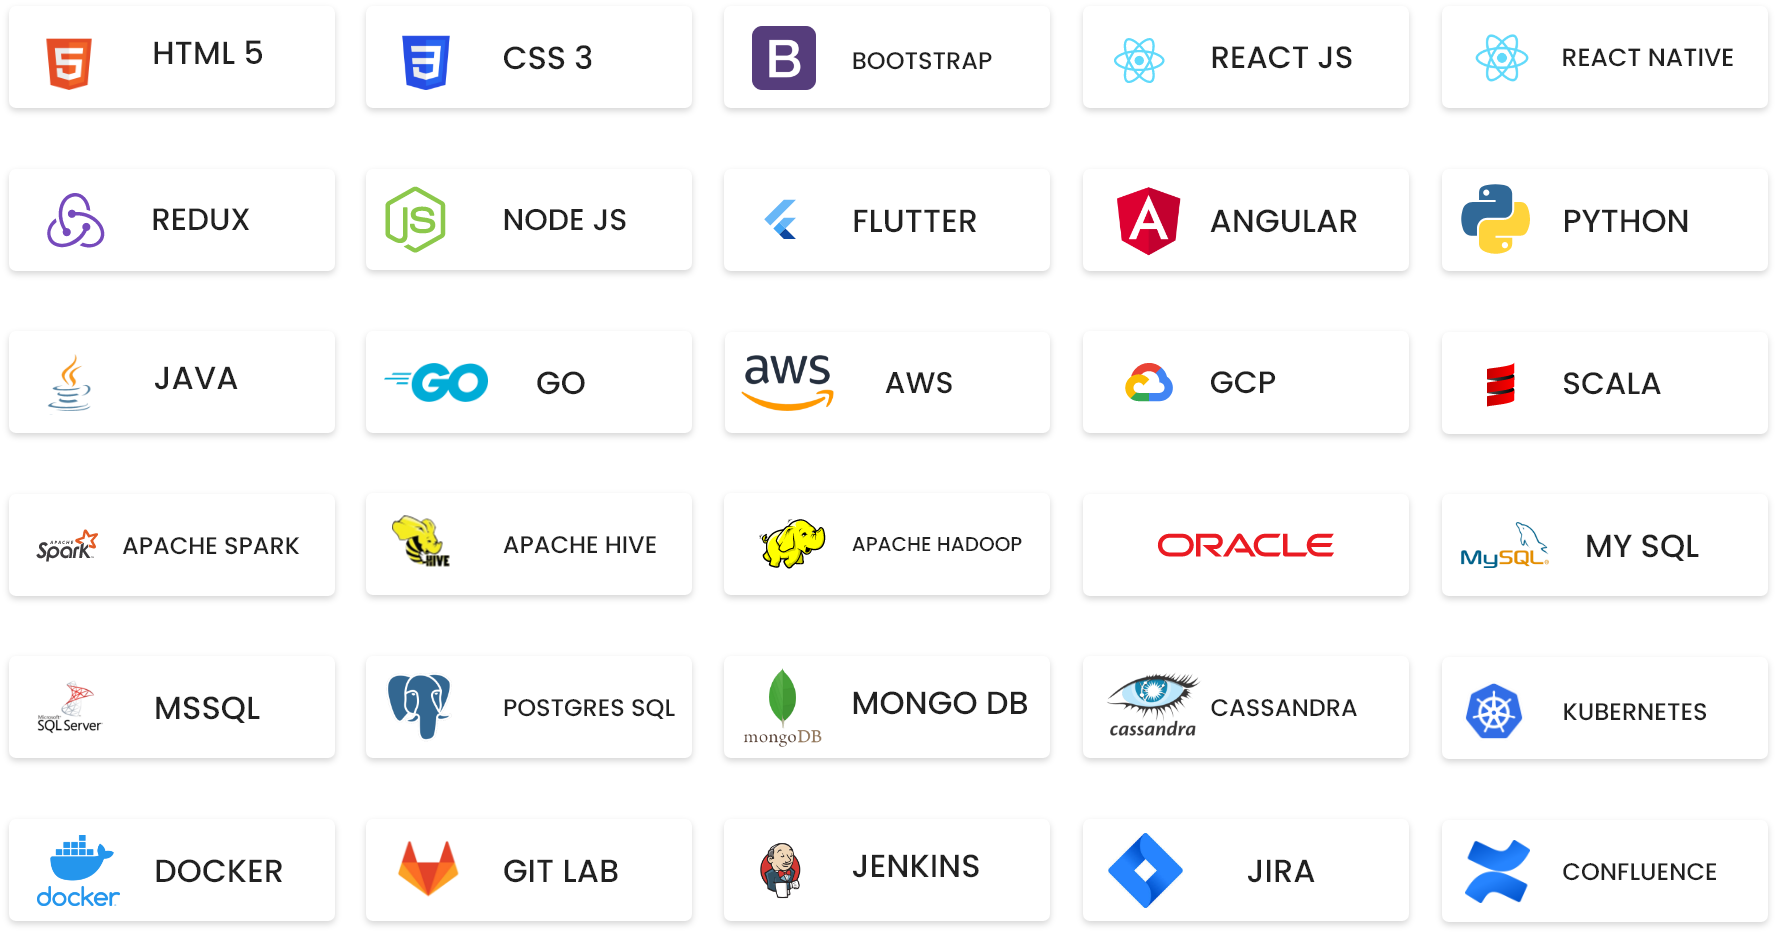 5 HTML 5
3 CSS 3
B BOOTSTRAP
REACT JS
REACT NATIVE
REDUX
JS NODE JS
FLUTTER
A ANGULAR
PYTHON
JAVA
GO GO
aws AWS
GCP
SCALA
APACHE
Spark APACHE SPARK
HIVE APACHE HIVE
APACHE HADOOP
ORACLE
MySQL MY SQL
Microsoft
SQL Server MSSQL
POSTGRES SQL
mongoDB MONGO DB
cassandra CASSANDRA
KUBERNETES
docker DOCKER
GIT LAB
JENKINS
JIRA
CONFLUENCE